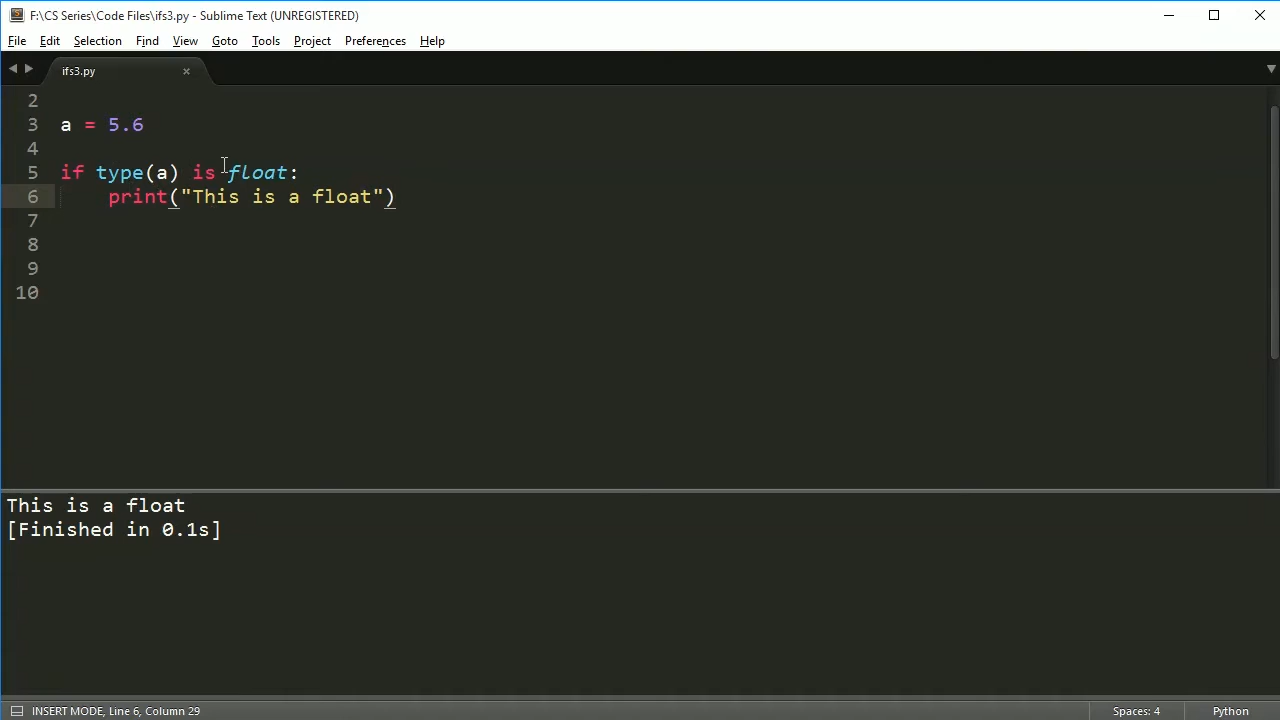 F:\CS Series\Code Files\ifs3.py - Sublime Text (UNREGISTERED)
File Edit Selection Find View Goto Tools Project Preferences Help
ifs3.py
2
3 a = 5.6
4
5 if type(a) is float:
6     print("This is a float")
7
8
9
10
This is a float
[Finished in 0.1s]
INSERT MODE, Line 6, Column 29 Spaces: 4 Python